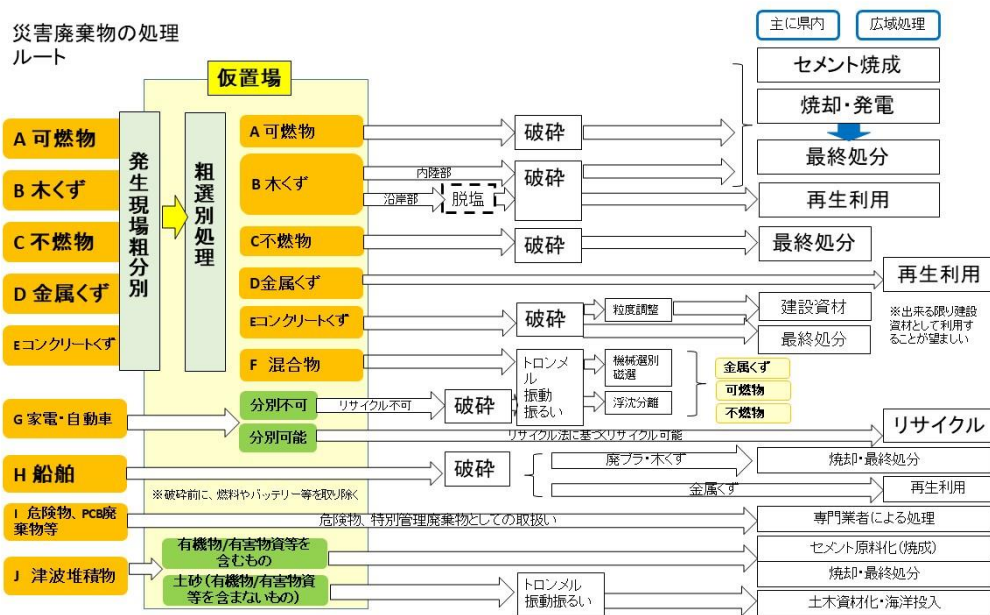 災害廃棄物の処理
ルート
主に県内
広域処理
仮置場
A 可燃物
B 木くず
C 不燃物
D 金属くず
Eコンクリートくず
発生現場粗分別
粗選別処理
A 可燃物
破砕
セメント焼成
焼却・発電
最終処分
B 木くず
内陸部
沿岸部
脱塩
破砕
再生利用
C不燃物
破砕
最終処分
D金属くず
再生利用
Eコンクリートくず
破砕
粒度調整
建設資材
最終処分
※出来る限り建設
資材として利用す
ることが望ましい
F 混合物
トロンメ
ル
振動
振るい
機械選別
磁選
浮沈分離
金属くず
可燃物
不燃物
G 家電・自動車
分別不可
リサイクル不可
破砕
分別可能
リサイクル法に基づくリサイクル可能
リサイクル
H 船舶
破砕
廃プラ・木くず
焼却・最終処分
金属くず
再生利用
※破砕前に、燃料やバッテリー等を取り除く
I 危険物、PCB廃
棄物等
危険物、特別管理廃棄物としての取扱い
専門業者による処理
J 津波堆積物
有機物/有害物資等を
含むもの
セメント原料化(焼成)
焼却・最終処分
土砂(有機物/有害物資
等を含まないもの)
トロンメル
振動振るい
土木資材化・海洋投入